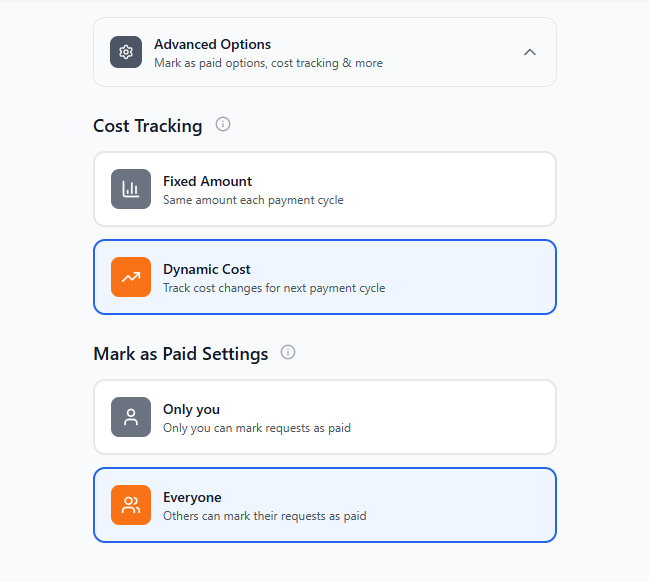 Advanced Options
Mark as paid options, cost tracking & more
Cost Tracking
Fixed Amount
Same amount each payment cycle
Dynamic Cost
Track cost changes for next payment cycle
Mark as Paid Settings
Only you
Only you can mark requests as paid
Everyone
Others can mark their requests as paid